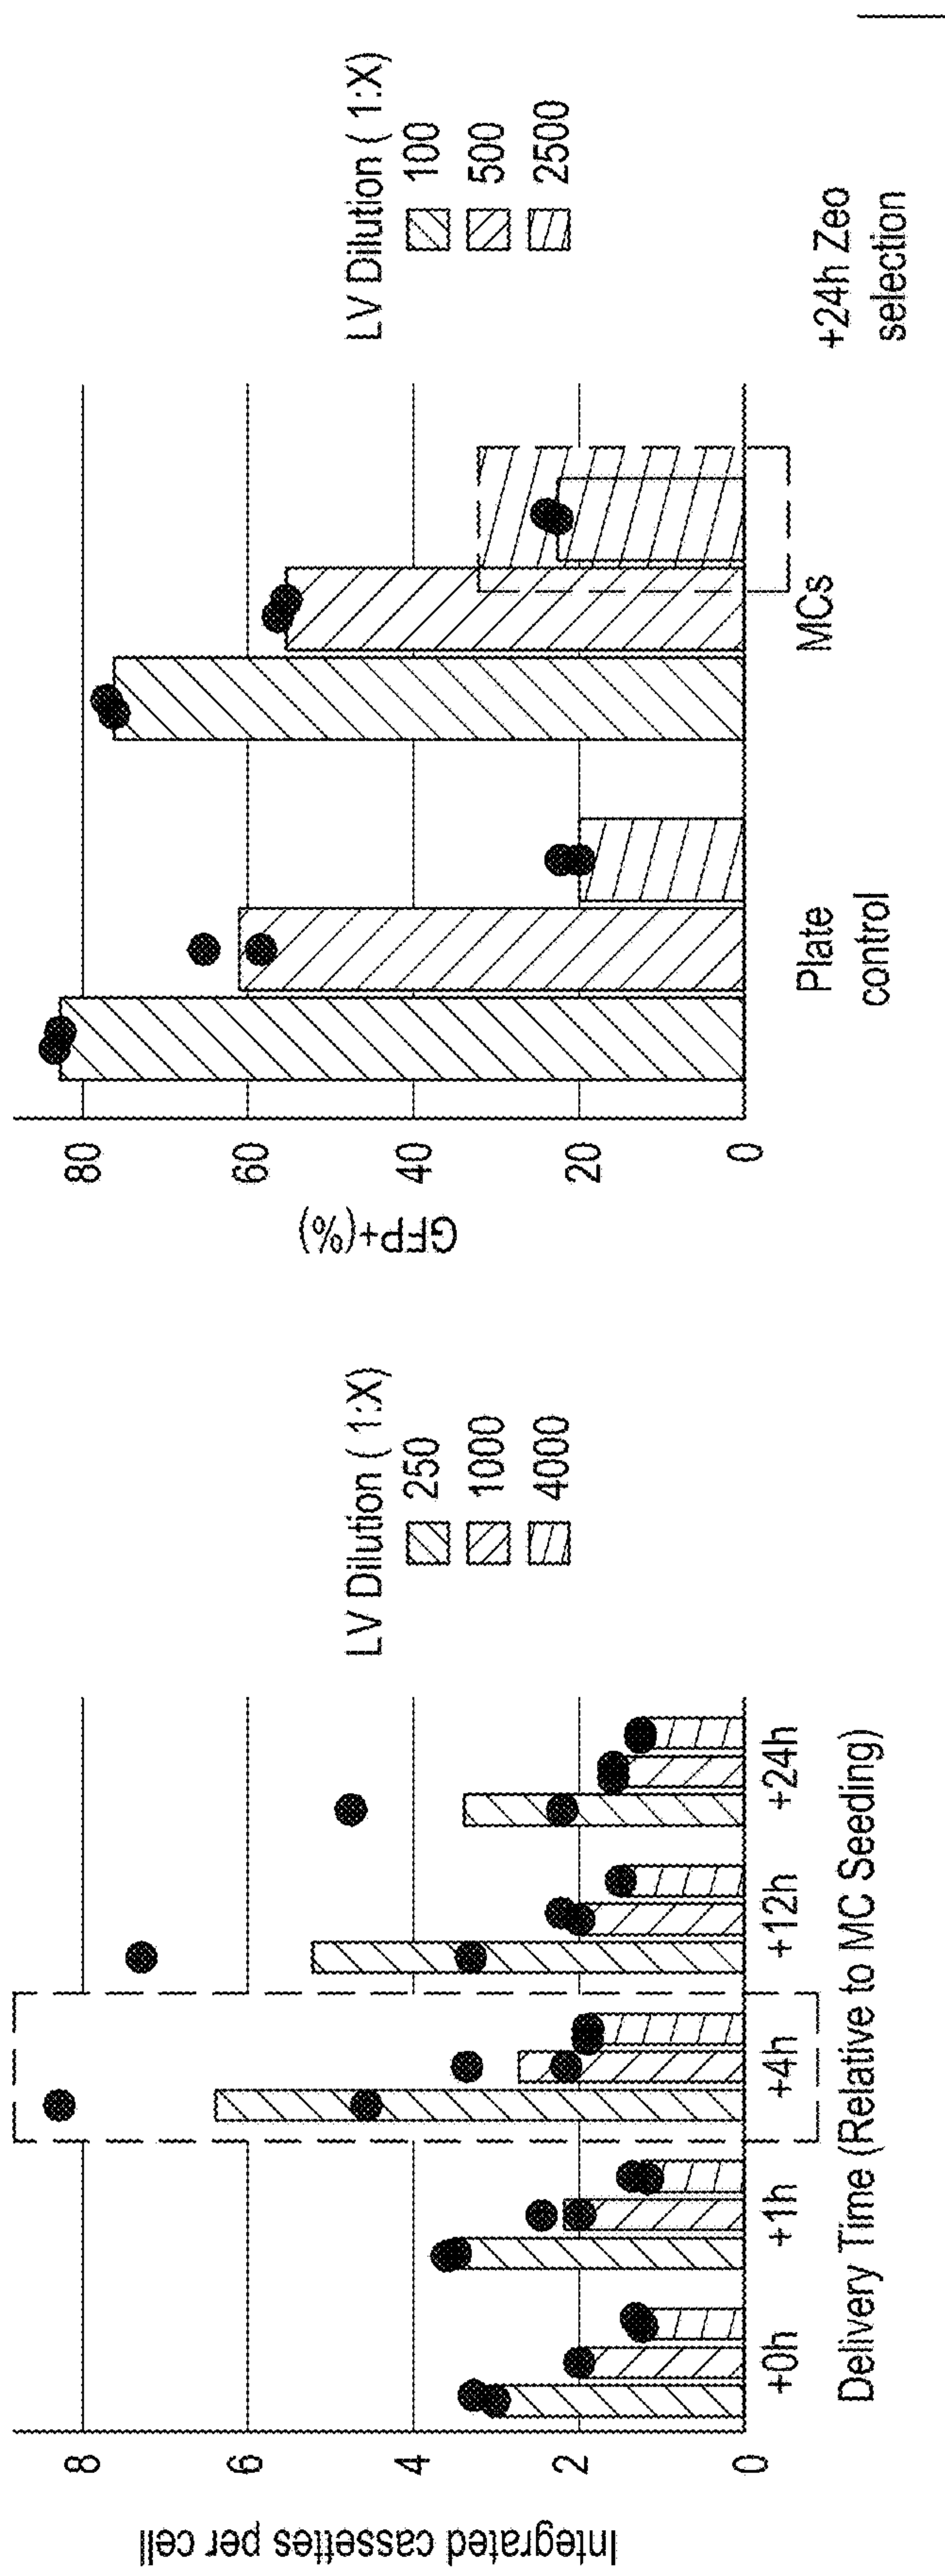 Integrated cassettes per cell
8
6
4
2
0
+0h
+1h
+4h
+12h
+24h
Delivery Time (Relative to MC Seeding)
LV Dilution ( 1:X)
250
1000
4000
GFP+(%)
80
60
40
20
0
Plate
control
MCs
LV Dilution ( 1:X)
100
500
2500
+24h Zeo
selection